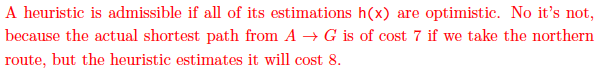 A heuristic is admissible if all of its estimations h(x) are optimistic. No it's not,
because the actual shortest path from A → G is of cost 7 if we take the northern
route, but the heuristic estimates it will cost 8.